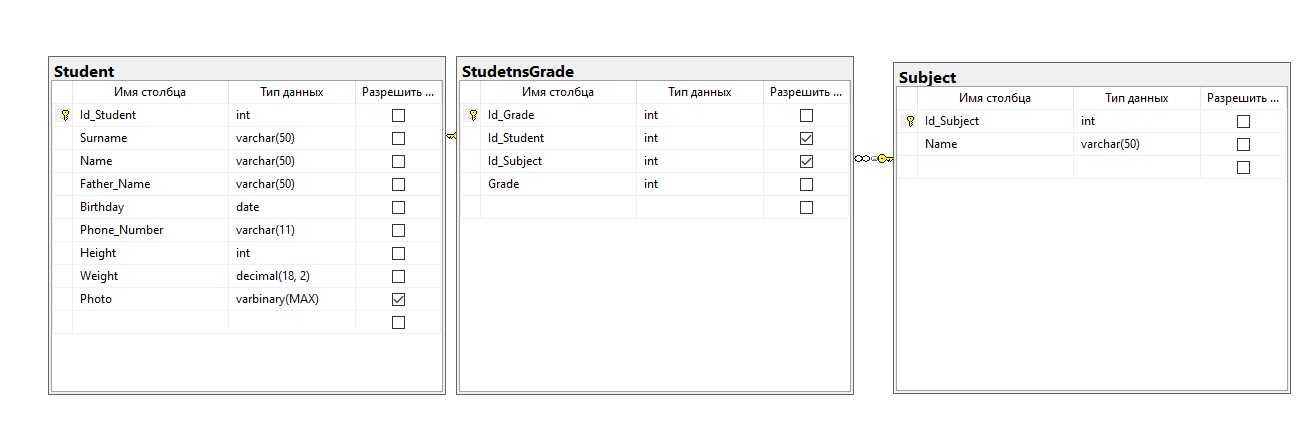 Student
Имя столбца Тип данных Разрешить ...
Id_Student int
Surname varchar(50)
Name varchar(50)
Father_Name varchar(50)
Birthday date
Phone_Number varchar(11)
Height int
Weight decimal(18, 2)
Photo varbinary(MAX)
StudetnsGrade
Имя столбца Тип данных Разрешить ...
Id_Grade int
Id_Student int
Id_Subject int
Grade int
Subject
Имя столбца Тип данных Разрешить ...
Id_Subject int
Name varchar(50)